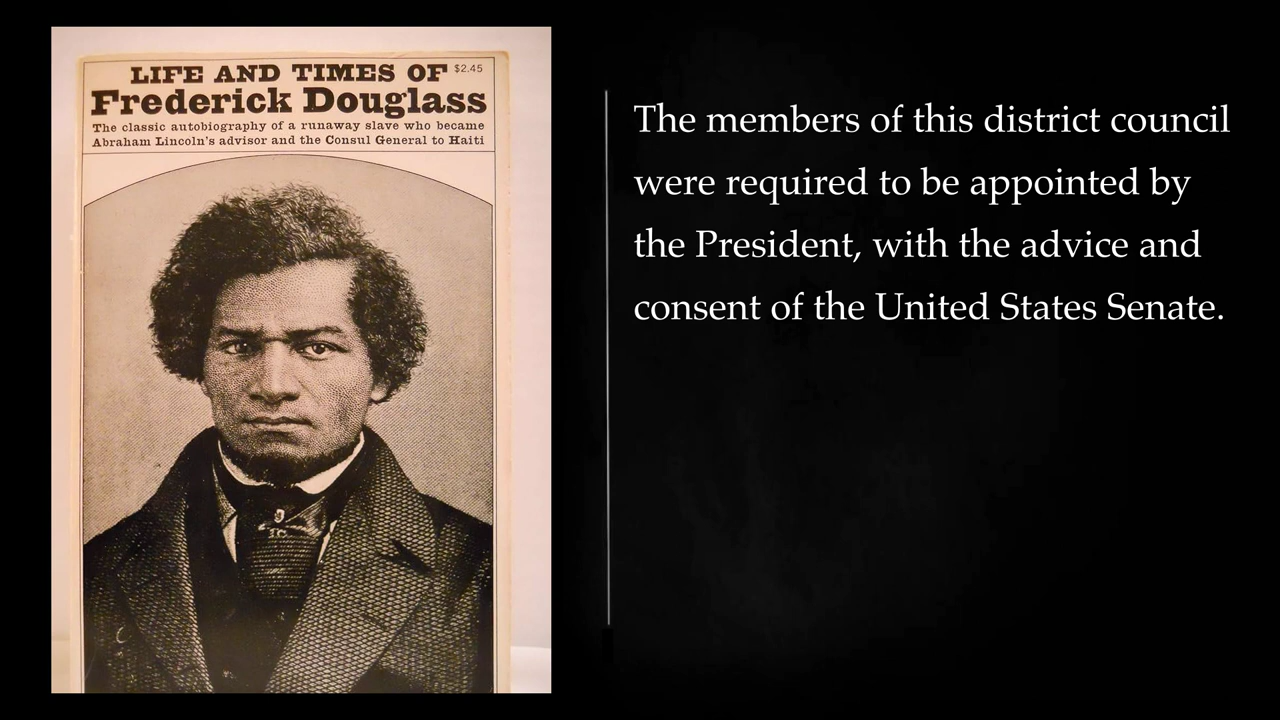 LIFE AND TIMES OF $2.45
Frederick Douglass
The classic autobiography of a runaway slave who became
Abraham Lincoln's advisor and the Consul General to Haiti
The members of this district council
were required to be appointed by
the President, with the advice and
consent of the United States Senate.